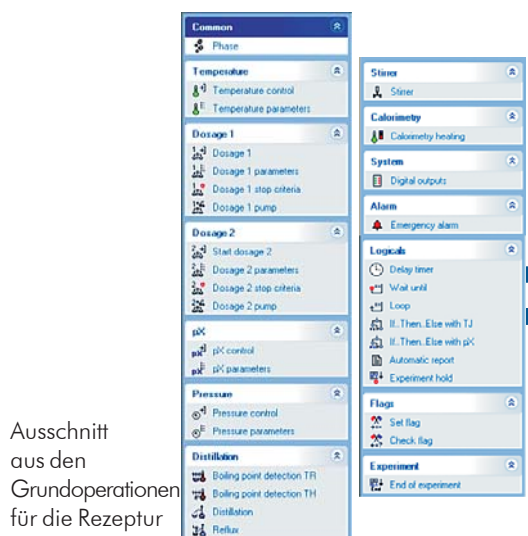 Common
Phase
Temperature
Temperature control
Temperature parameters
Dosage 1
Dosage 1
Dosage 1 parameters
Dosage 1 stop criteria
Dosage 1 pump
Dosage 2
Start dosage 2
Dosage 2 parameters
Dosage 2 stop criteria
Dosage 2 pump
pX
pX control
pX parameters
Pressure
Pressure control
Pressure parameters
Distillation
Boiling point detection TR
Boiling point detection TH
Distillation
Reflux
Stirrer
Stirrer
Calorimetry
Calorimetry heating
System
Digital outputs
Alarm
Emergency alarm
Logicals
Delay timer
Wait until
Loop
If..Then..Else with TJ
If..Then..Else with pX
Automatic report
Experiment hold
Flags
Set flag
Check flag
Experiment
End of experiment
Ausschnitt
aus den
Grundoperationen
für die Rezeptur